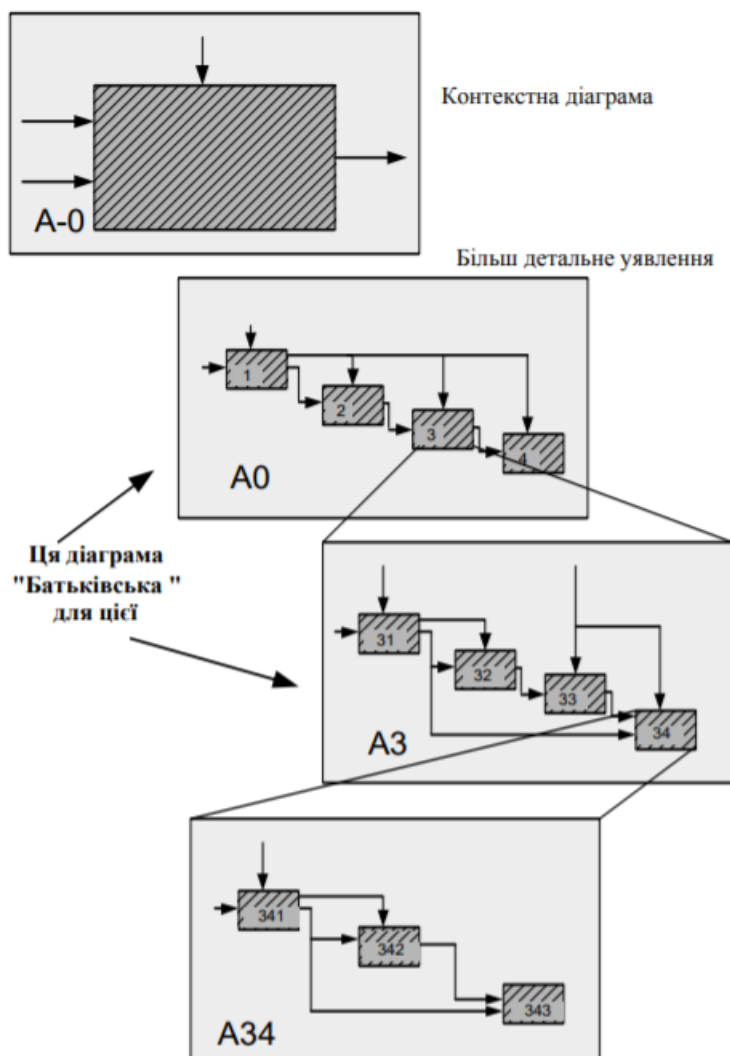 Контекстна діаграма
A-0
Більш детальне уявлення
1
2
3
4
A0
Ця діаграма
"Батьківська "
для цієї
31
32
33
34
A3
341
342
343
A34